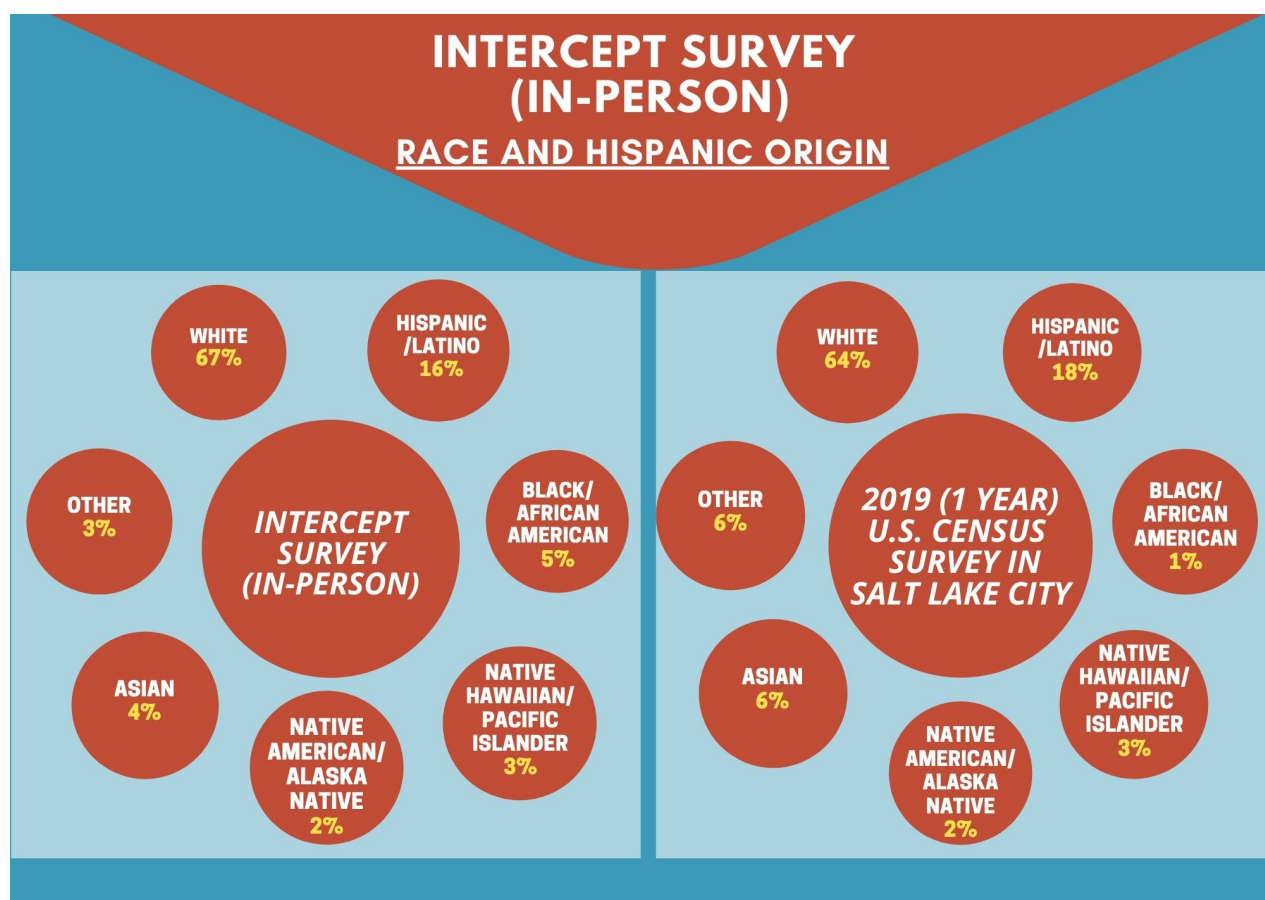 INTERCEPT SURVEY
(IN-PERSON)
RACE AND HISPANIC ORIGIN
WHITE
67%
HISPANIC
/LATINO
16%
OTHER
3%
INTERCEPT
SURVEY
(IN-PERSON)
BLACK/
AFRICAN
AMERICAN
5%
ASIAN
4%
NATIVE
AMERICAN/
ALASKA
NATIVE
2%
NATIVE
HAWAIIAN/
PACIFIC
ISLANDER
3%
WHITE
64%
HISPANIC
/LATINO
18%
OTHER
6%
2019 (1 YEAR)
U.S. CENSUS
SURVEY IN
SALT LAKE CITY
BLACK/
AFRICAN
AMERICAN
1%
ASIAN
6%
NATIVE
AMERICAN/
ALASKA
NATIVE
2%
NATIVE
HAWAIIAN/
PACIFIC
ISLANDER
3%